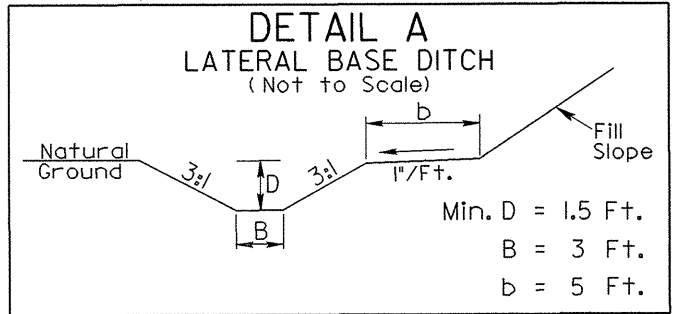 DETAIL A
LATERAL BASE DITCH
(Not to Scale)
b
Natural
Ground
3:1
D
3:1
1"/Ft.
Fill
Slope
B
Min. D = 1.5 Ft.
B = 3 Ft.
b = 5 Ft.